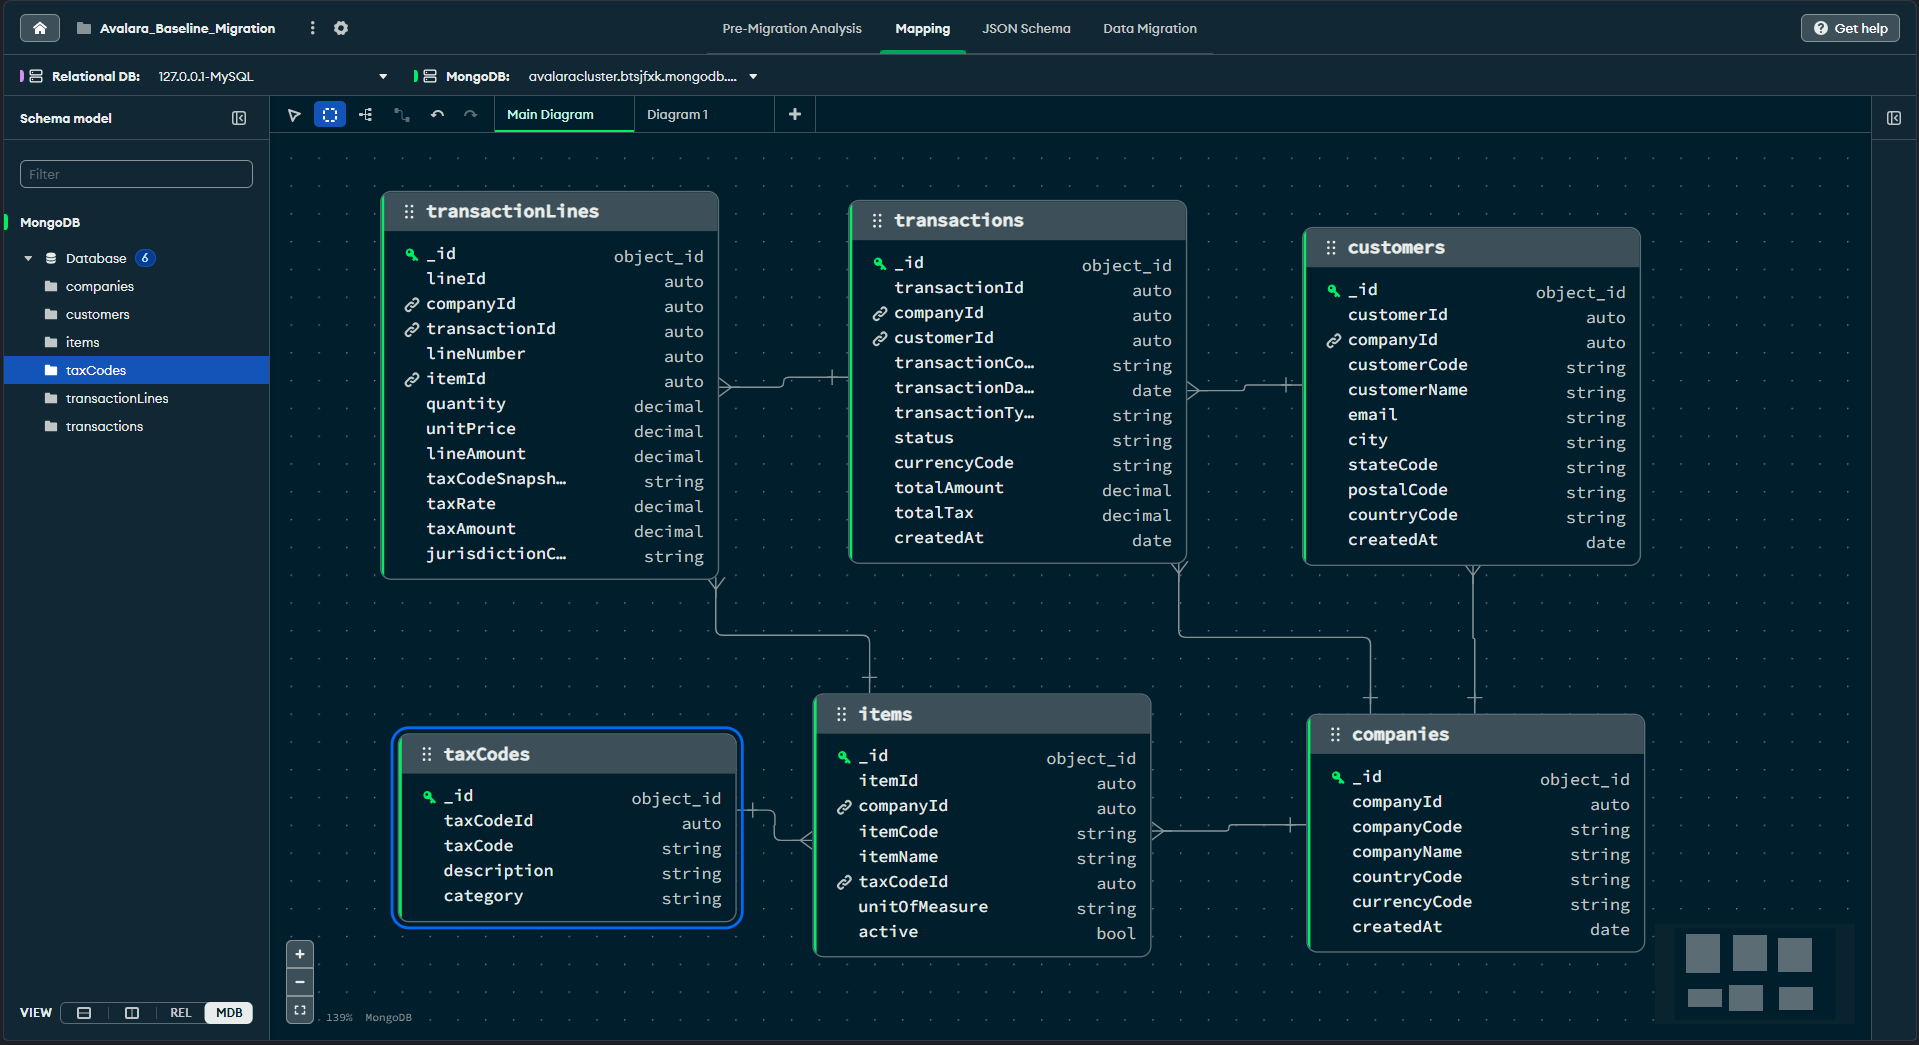 Avalara_Baseline_Migration
Pre-Migration Analysis
Mapping
JSON Schema
Data Migration
Get help
Relational DB: 127.0.0.1-MySQL
MongoDB: avalaracluster.btsjfxk.mongodb....
Schema model
Main Diagram
Diagram 1
Filter
MongoDB
Database 6
companies
customers
items
taxCodes
transactionLines
transactions
transactionLines
_id object_id
lineId auto
companyId auto
transactionId auto
lineNumber auto
itemId auto
quantity decimal
unitPrice decimal
lineAmount decimal
taxCodeSnapsh… string
taxRate decimal
taxAmount decimal
jurisdictionC… string
transactions
_id object_id
transactionId auto
companyId auto
customerId auto
transactionCo… string
transactionDa… date
transactionTy… string
status string
currencyCode string
totalAmount decimal
totalTax decimal
createdAt date
customers
_id object_id
customerId auto
companyId auto
customerCode string
customerName string
email string
city string
stateCode string
postalCode string
countryCode string
createdAt date
taxCodes
_id object_id
taxCodeId auto
taxCode string
description string
category string
items
_id object_id
itemId auto
companyId auto
itemCode string
itemName string
taxCodeId auto
unitOfMeasure string
active bool
companies
_id object_id
companyId auto
companyCode string
companyName string
countryCode string
currencyCode string
createdAt date
VIEW REL MDB
139% MongoDB